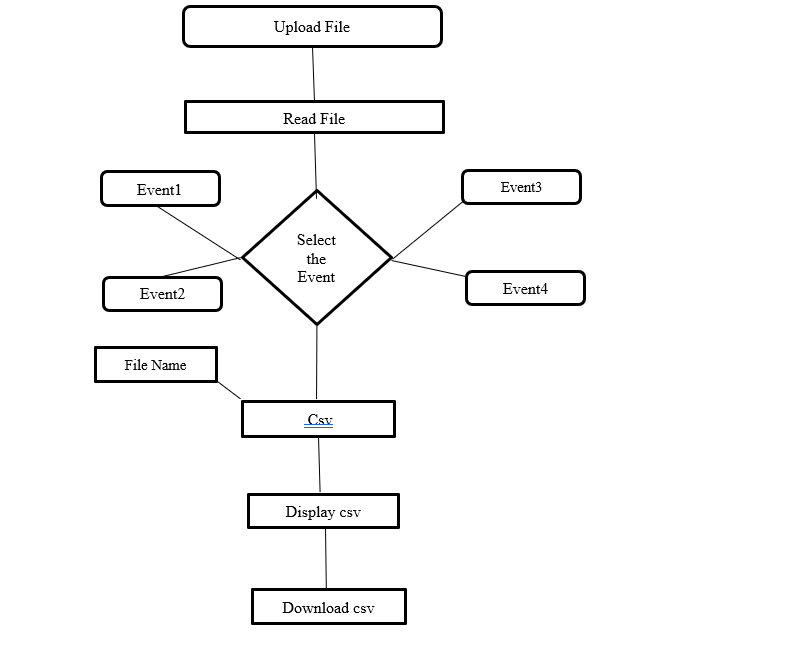 Upload File
Read File
Event1
Event3
Select
the
Event
Event2
Event4
File Name
Csv
Display csv
Download csv